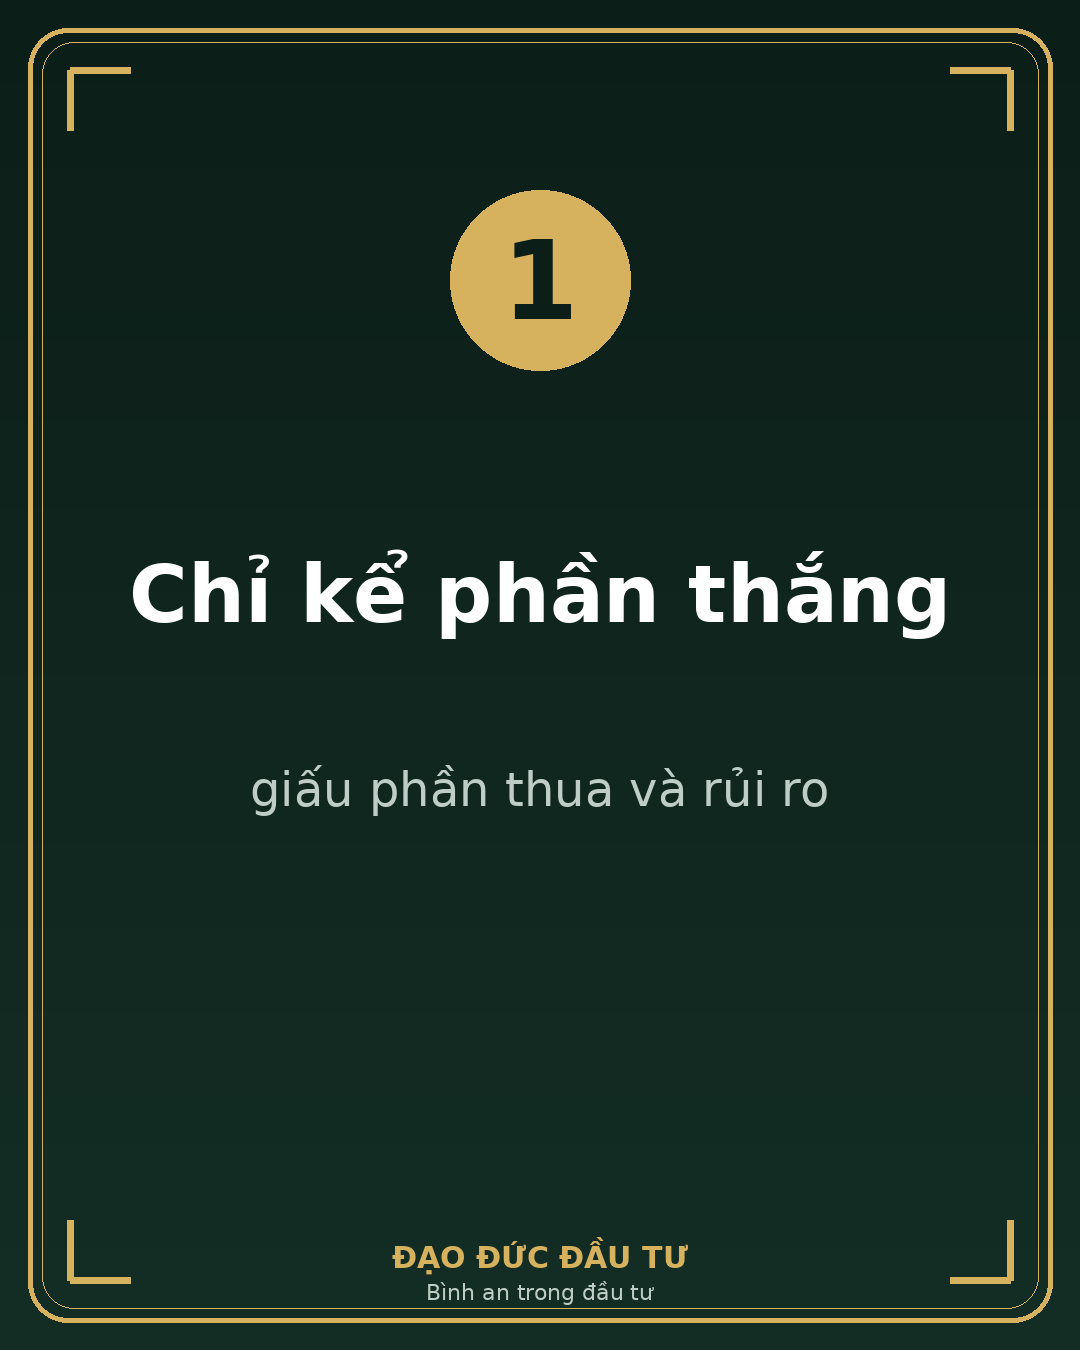 1
Chỉ kể phần thắng
giấu phần thua và rủi ro
ĐẠO ĐỨC ĐẦU TƯ
Bình an trong đầu tư